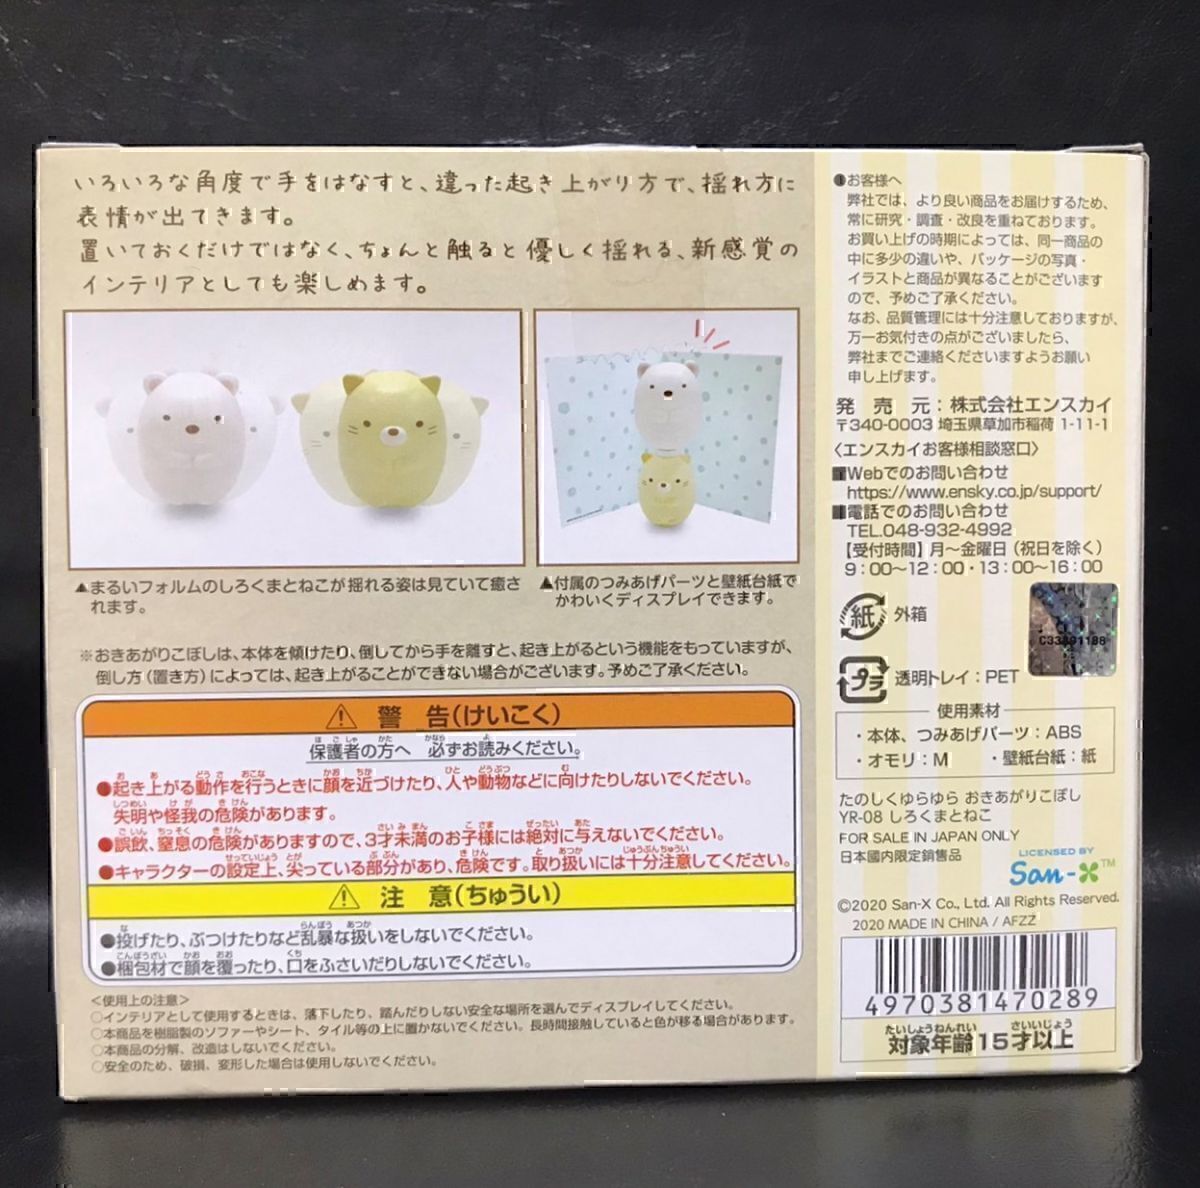 いろいろな角度で手をはなすと、違った起き上がり方で、揺れ方に
表情が出てきます。
置いておくだけではなく、ちょんと触ると優しく揺れる、新感覚の
インテリアとしても楽しめます。
▲まるいフォルムのしろくまとねこが揺れる姿は見ていて癒さ
れます。
▲付属のつみあげパーツと壁紙台紙で
かわいくディスプレイできます。
※おきあがりこぼしは、本体を傾けたり、倒してから手を離すと、起き上がるという機能をもっていますが、
倒し方(置き方)によっては、起き上がることができない場合がございます。予めご了承ください。
警 告(けいこく)
保護者の方へ 必ずお読みください。
●起き上がる動作を行うときに顔を近づけたり、人や動物などに向けたりしないでください。
失明や怪我の危険があります。
●誤飲、窒息の危険がありますので、3才未満のお子様には絶対に与えないでください。
●キャラクターの設定上、尖っている部分があり、危険です。取り扱いには十分注意してください。
注 意(ちゅうい)
●投げたり、ぶつけたりなど乱暴な扱いをしないでください。
●梱包材で顔を覆ったり、口をふさいだりしないでください。
<使用上の注意>
○インテリアとして使用するときは、落下したり、踏んだりしない安全な場所を選んでディスプレイしてください。
○本商品を樹脂製のソファーやシート、タイル等の上に置かないでください。長時間接触していると色が移る場合があります。
○本商品の分解、改造はしないでください。
○安全のため、破損、変形した場合は使用しないでください。
●お客様へ
弊社では、より良い商品をお届けするため、
常に研究・調査・改良を重ねております。
お買い上げの時期によっては、同一商品の
中に多少の違いや、パッケージの写真・
イラストと商品が異なることがございます
ので、予めご了承ください。
なお、品質管理には十分注意しておりますが、
万一お気付きの点がございましたら、
弊社までご連絡くださいますようお願い
申し上げます。
発 売 元:株式会社エンスカイ
〒340-0003 埼玉県草加市稲荷 1-11-1
〈エンスカイお客様相談窓口〉
■Webでのお問い合わせ
https://www.ensky.co.jp/support/
■電話でのお問い合わせ
TEL.048-932-4992
【受付時間】月〜金曜日(祝日を除く)
9:00〜12:00・13:00〜16:00
紙 外箱
プラ 透明トレイ:PET
使用素材
・本体、つみあげパーツ:ABS
・オモリ:M ・壁紙台紙:紙
たのしくゆらゆら おきあがりこぼし
YR-08 しろくまとねこ
FOR SALE IN JAPAN ONLY
日本國内限定銷售品
LICENSED BY
San-X™
©2020 San-X Co., Ltd. All Rights Reserved.
2020 MADE IN CHINA / AFZZ
4970381470289
対象年齢15才以上